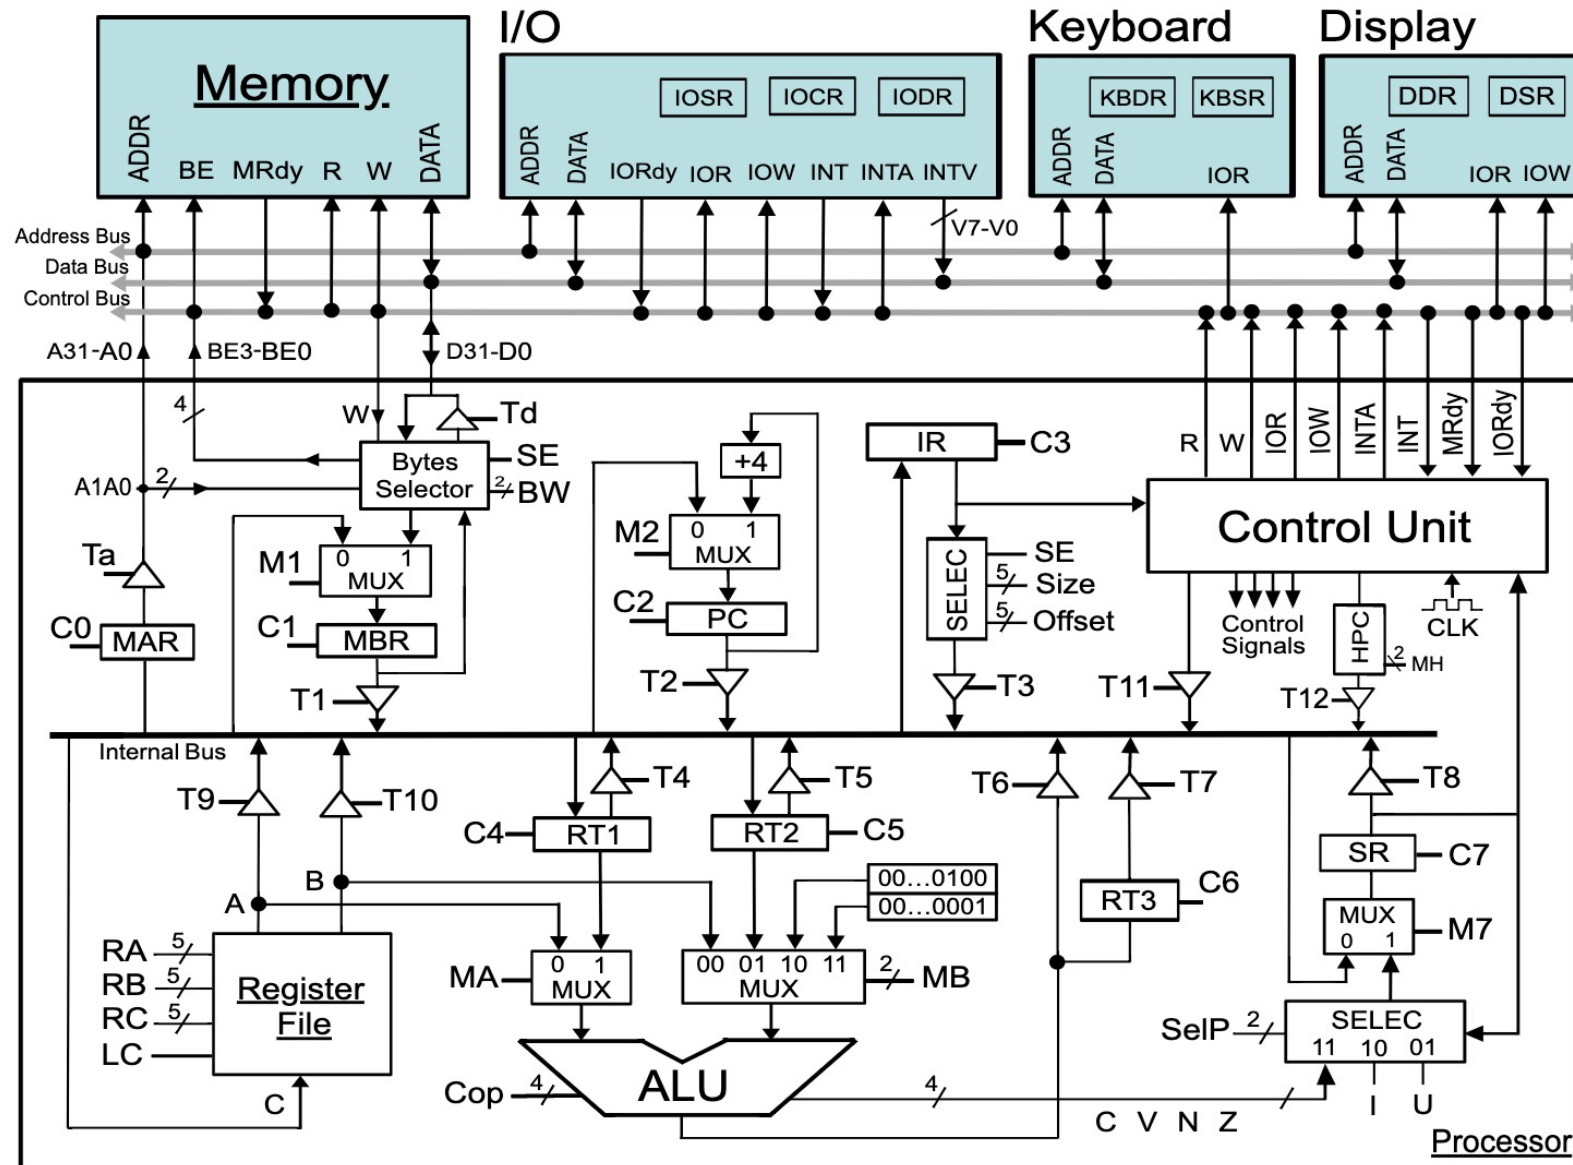 I/O
Keyboard
Display
Memory
IOSR
IOCR
IODR
KBDR
KBSR
DDR
DSR
ADDR
BE
MRdy
R
W
DATA
ADDR
DATA
IORdy
IOR
IOW
INT
INTA
INTV
ADDR
DATA
IOR
ADDR
DATA
IOR
IOW
V7-V0
Address Bus
Data Bus
Control Bus
A31-A0
BE3-BE0
D31-D0
4
W
Td
R
W
IOR
IOW
INTA
INT
MRdy
IORdy
IR
C3
+4
Bytes
Selector
SE
2
BW
A1A0
2
M2
0
1
MUX
Control Unit
Ta
M1
0
1
MUX
SELEC
SE
5
Size
5
Offset
C0
MAR
C1
MBR
C2
PC
Control
Signals
HPC
2
MH
CLK
T1
T2
T3
T11
T12
Internal Bus
T9
T10
T4
T5
T6
T7
T8
C4
RT1
RT2
C5
SR
C7
B
A
00...0100
00...0001
RT3
C6
MUX
0
1
M7
RA
5
RB
5
RC
5
LC
Register
File
MA
0
1
MUX
00
01
10
11
MUX
2
MB
SelP
2
SELEC
11
10
01
Cop
4
ALU
4
C V N Z
I
U
C
Processor